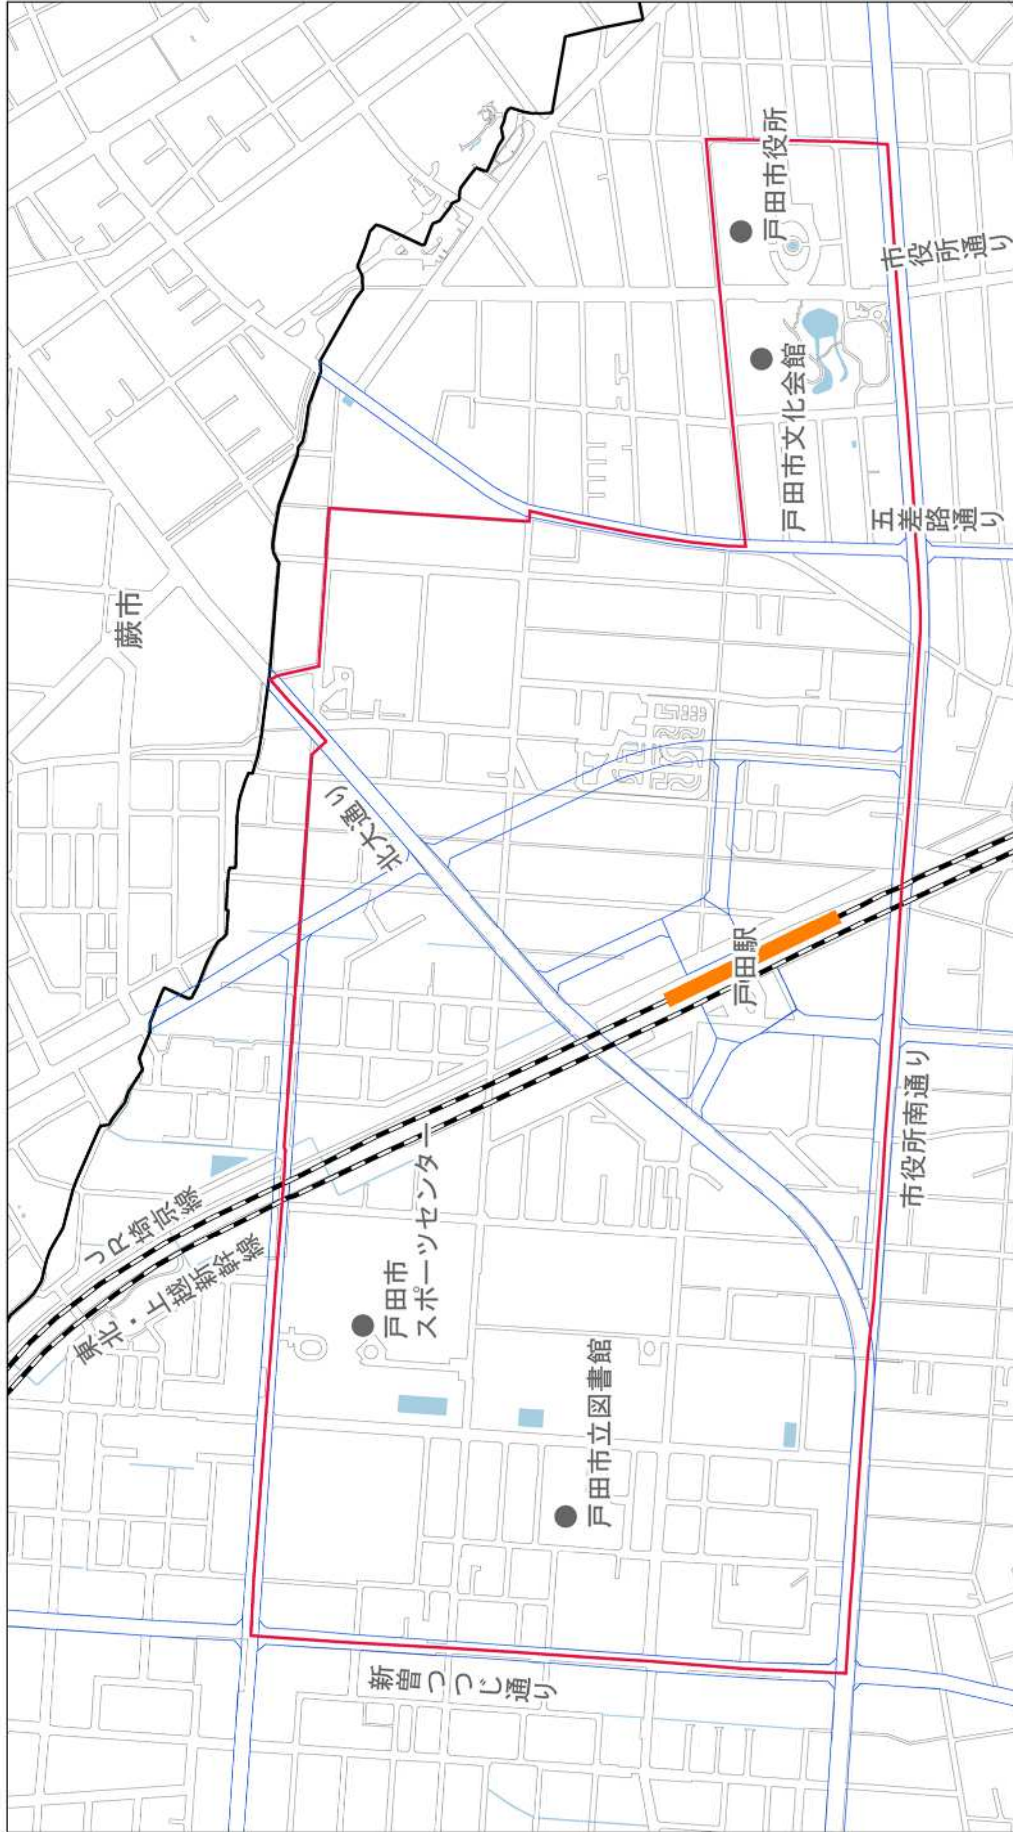 蕨市
JR埼京線
東北・上越新幹線
北大通り
戸田市
スポーツセンター
戸田市立図書館
新曽つつじ通り
戸田駅
市役所南通り
戸田市文化会館
戸田市役所
五差路通り
市役所通り